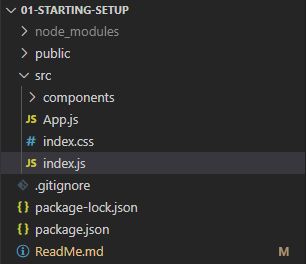 01-STARTING-SETUP
node_modules
public
src
components
JS App.js
# index.css
JS index.js
.gitignore
{} package-lock.json
{} package.json
ReadMe.md M